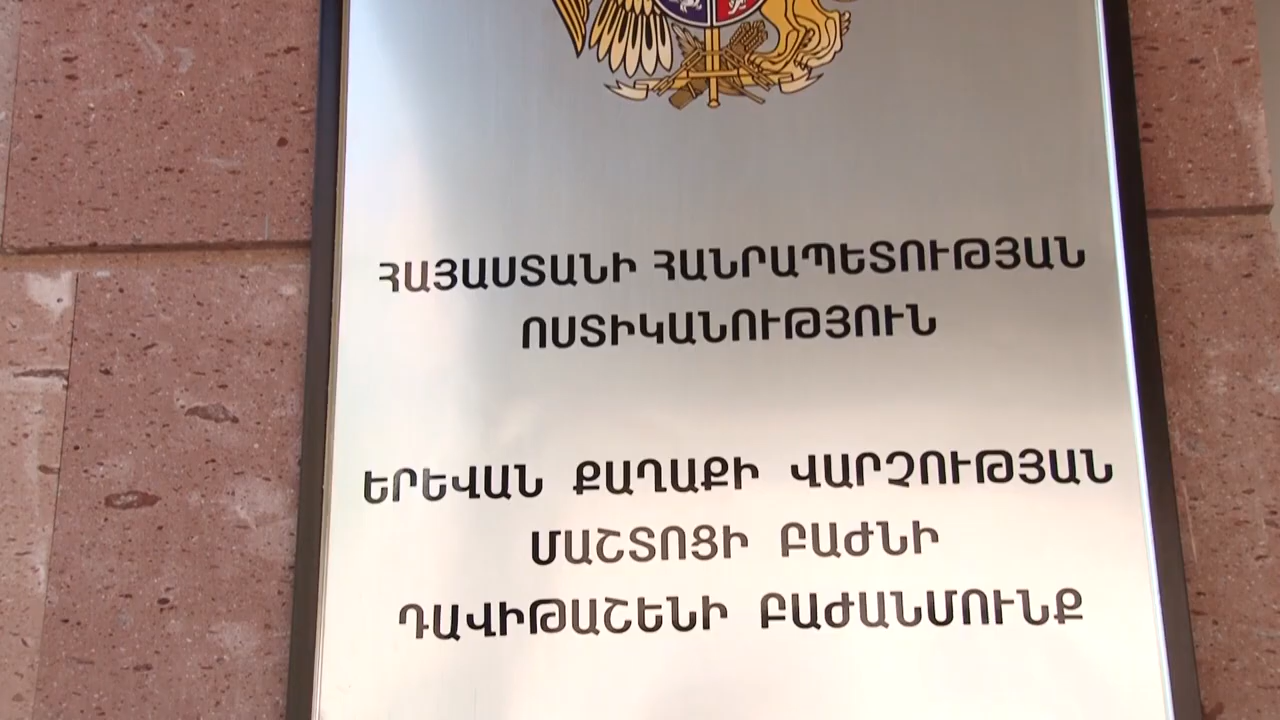 ՀԱՅԱՍՏԱՆԻ ՀԱՆՐԱՊԵՏՈՒԹՅԱՆ
ՈՍՏԻԿԱՆՈՒԹՅՈՒՆ
ԵՐԵՎԱՆ ՔԱՂԱՔԻ ՎԱՐՉՈՒԹՅԱՆ
ՄԱՇՏՈՑԻ ԲԱԺՆԻ
ԴԱՎԻԹԱՇԵՆԻ ԲԱԺԱՆՄՈՒՆՔ